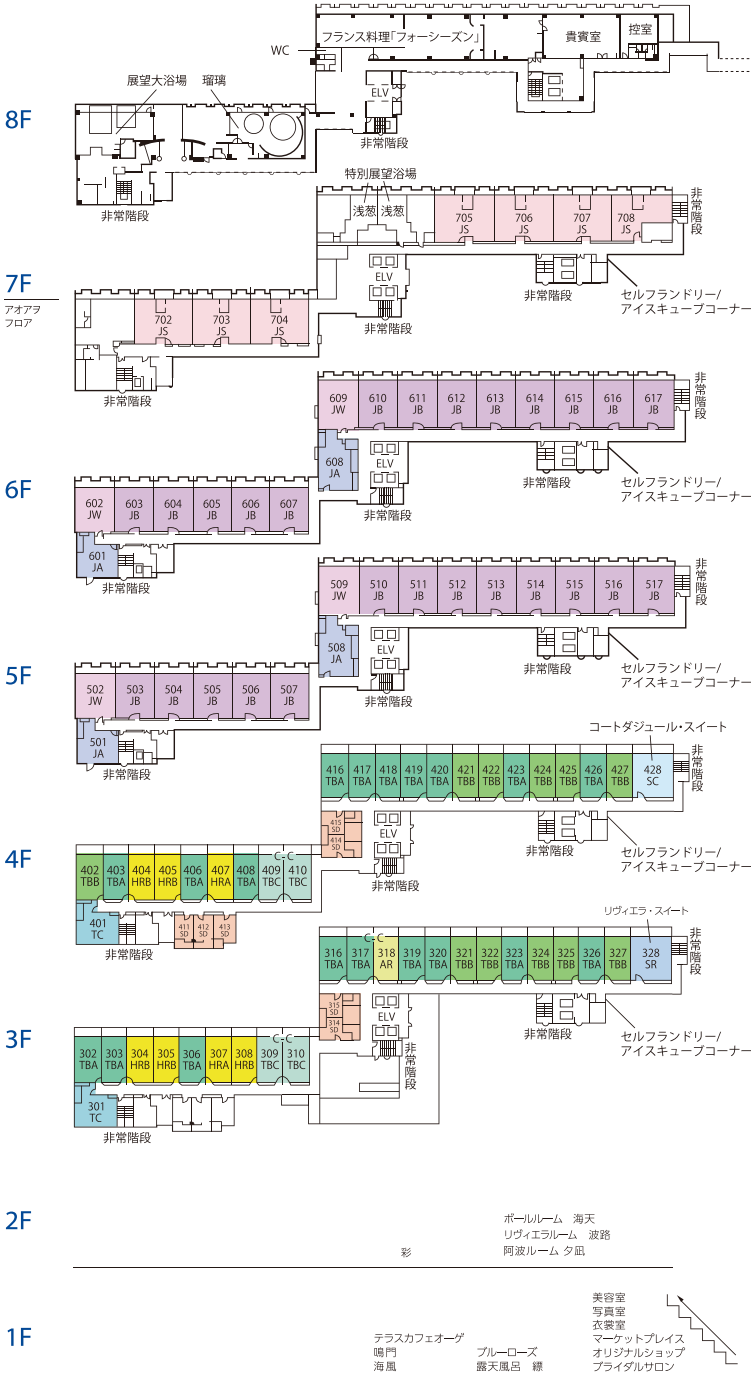 フランス料理「フォーシーズン」
貴賓室
控室
WC
ELV
展望大浴場 瑠璃
8F
非常階段
非常階段
特別展望浴場
浅葱 浅葱
705 JS
706 JS
707 JS
708 JS
非常階段
7F
アオアヲ
フロア
ELV
非常階段
セルフランドリー/
アイスキューブコーナー
702 JS
703 JS
704 JS
非常階段
非常階段
609 JW
610 JB
611 JB
612 JB
613 JB
614 JB
615 JB
616 JB
617 JB
非常階段
608 JA
ELV
6F
非常階段
セルフランドリー/
アイスキューブコーナー
602 JW
603 JB
604 JB
605 JB
606 JB
607 JB
非常階段
601 JA
非常階段
509 JW
510 JB
511 JB
512 JB
513 JB
514 JB
515 JB
516 JB
517 JB
非常階段
508 JA
ELV
5F
非常階段
セルフランドリー/
アイスキューブコーナー
502 JW
503 JB
504 JB
505 JB
506 JB
507 JB
非常階段
501 JA
非常階段
コートダジュール・スイート
416 TBA
417 TBA
418 TBA
419 TBA
420 TBA
421 TBB
422 TBB
423 TBA
424 TBB
425 TBB
426 TBA
427 TBB
428 SC
非常階段
415 SD
414 SD
ELV
4F
非常階段
セルフランドリー/
アイスキューブコーナー
C-C
402 TBB
403 TBA
404 HRB
405 HRB
406 TBA
407 HRA
408 TBA
409 TBC
410 TBC
非常階段
401 TC
411 SD
412 SD
413 SD
非常階段
リヴィエラ・スイート
C-C
316 TBA
317 TBA
318 AR
319 TBA
320 TBA
321 TBB
322 TBB
323 TBA
324 TBB
325 TBB
326 TBA
327 TBB
328 SR
非常階段
315 SD
314 SD
ELV
3F
非常階段
セルフランドリー/
アイスキューブコーナー
C-C
302 TBA
303 TBA
304 HRB
305 HRB
306 TBA
307 HRA
308 HRB
309 TBC
310 TBC
非常階段
301 TC
非常階段
2F
ボールルーム 海天
リヴィエラルーム 波路
彩
阿波ルーム 夕凪
1F
美容室
写真室
衣裳室
テラスカフェオーゲ
マーケットプレイス
鳴門
ブルーローズ
オリジナルショップ
海風
露天風呂 縹
ブライダルサロン